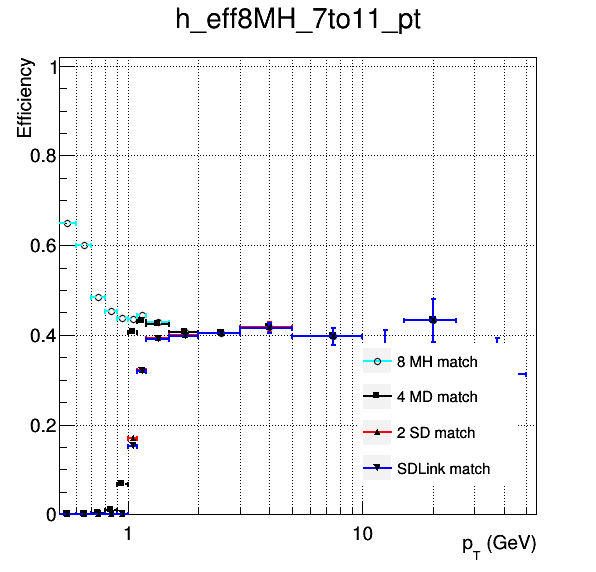 h_eff8MH_7to11_pt
Efficiency
1
0.8
0.6
0.4
0.2
0
8 MH match
4 MD match
2 SD match
SDLink match
1
10
p_T (GeV)